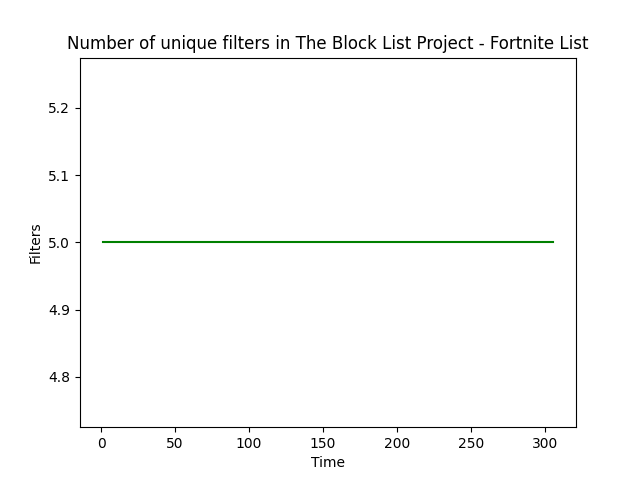 Number of unique filters in The Block List Project - Fortnite List
5.2
5.1
5.0
4.9
4.8
Filters
0 50 100 150 200 250 300
Time